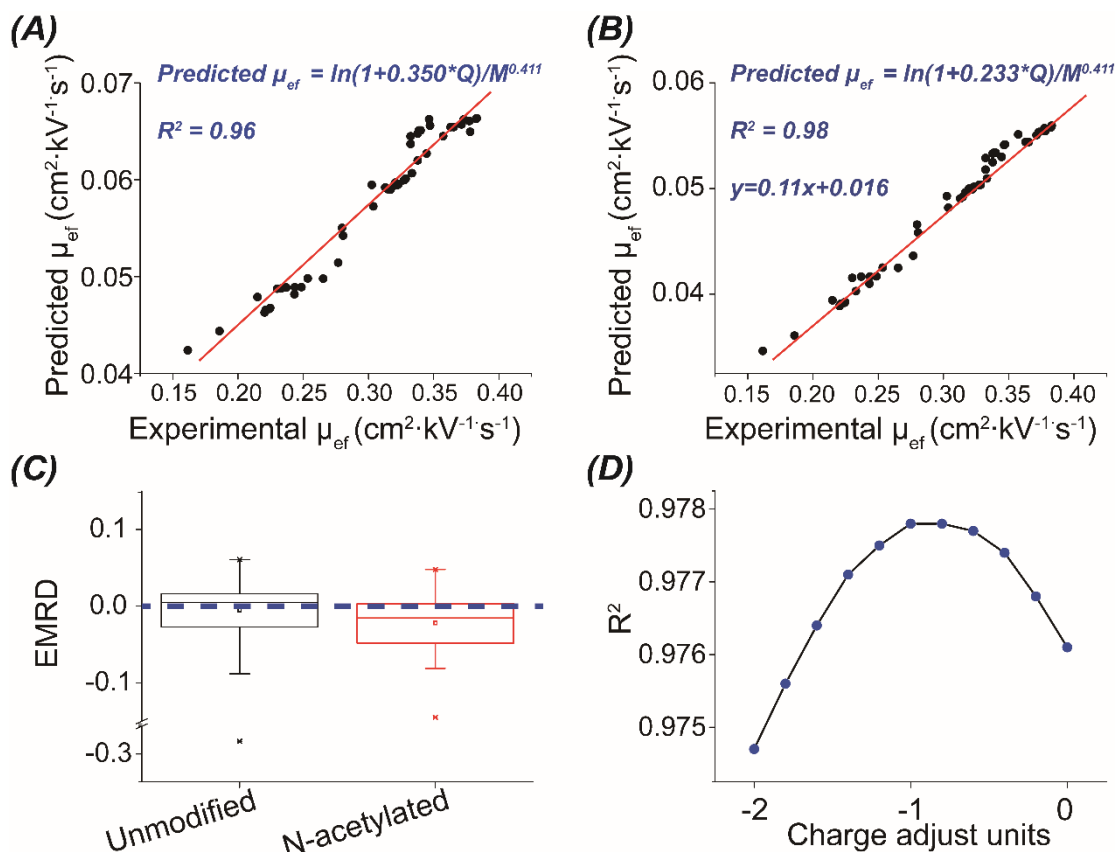 (A)
Predicted μef = ln(1+0.350*Q)/M^0.411
R² = 0.96
0.07
0.06
0.05
0.04
Predicted μef (cm²·kV⁻¹·s⁻¹)
0.15 0.20 0.25 0.30 0.35 0.40
Experimental μef (cm²·kV⁻¹·s⁻¹)
(B)
Predicted μef = ln(1+0.233*Q)/M^0.411
R² = 0.98
y=0.11x+0.016
0.06
0.05
0.04
Predicted μef (cm²·kV⁻¹·s⁻¹)
0.15 0.20 0.25 0.30 0.35 0.40
Experimental μef (cm²·kV⁻¹·s⁻¹)
(C)
0.1
0.0
-0.1
-0.3
EMRD
Unmodified
N-acetylated
(D)
0.978
0.977
0.976
0.975
R²
-2 -1 0
Charge adjust units